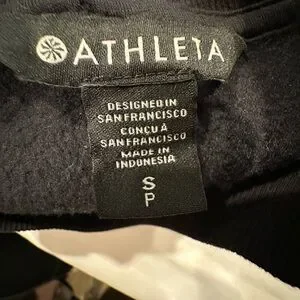 ATHLETA
DESIGNED IN
SAN FRANCISCO
CONÇU À
SAN FRANCISCO
MADE IN
INDONESIA
S
P